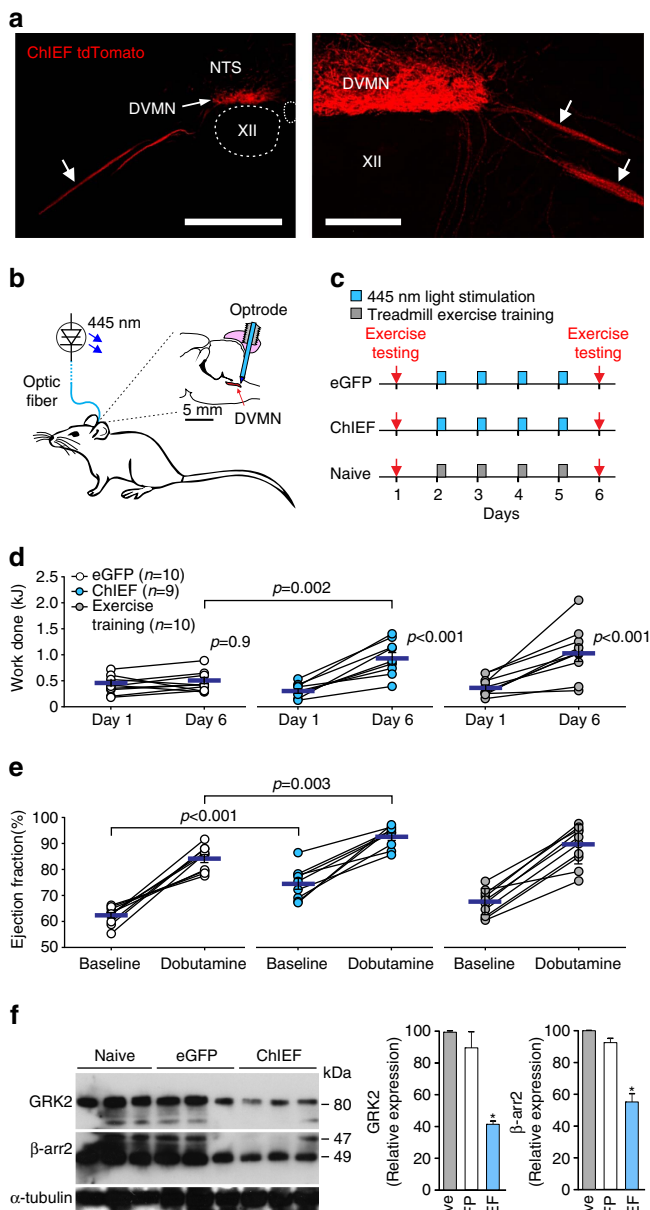 a
ChIEF tdTomato
NTS
DVMN
XII
DVMN
XII
b
445 nm
Optic
fiber
Optrode
5 mm
DVMN
c
445 nm light stimulation
Treadmill exercise training
Exercise
testing
Exercise
testing
eGFP
ChIEF
Naive
1 2 3 4 5 6
Days
d
eGFP (n=10)
ChIEF (n=9)
Exercise
training (n=10)
Work done (kJ)
2.5
2.0
1.5
1.0
0.5
0
p=0.002
p=0.9
p<0.001
p<0.001
Day 1 Day 6 Day 1 Day 6 Day 1 Day 6
e
Ejection fraction(%)
100
90
80
70
60
50
p=0.003
p<0.001
Baseline Dobutamine Baseline Dobutamine Baseline Dobutamine
f
Naive eGFP ChIEF
kDa
GRK2
80
β-arr2
47
49
α-tubulin
GRK2
(Relative expression)
100
80
60
40
20
0
*
ve
FP
EF
β-arr2
(Relative expression)
100
80
60
40
20
0
*
ve
FP
EF